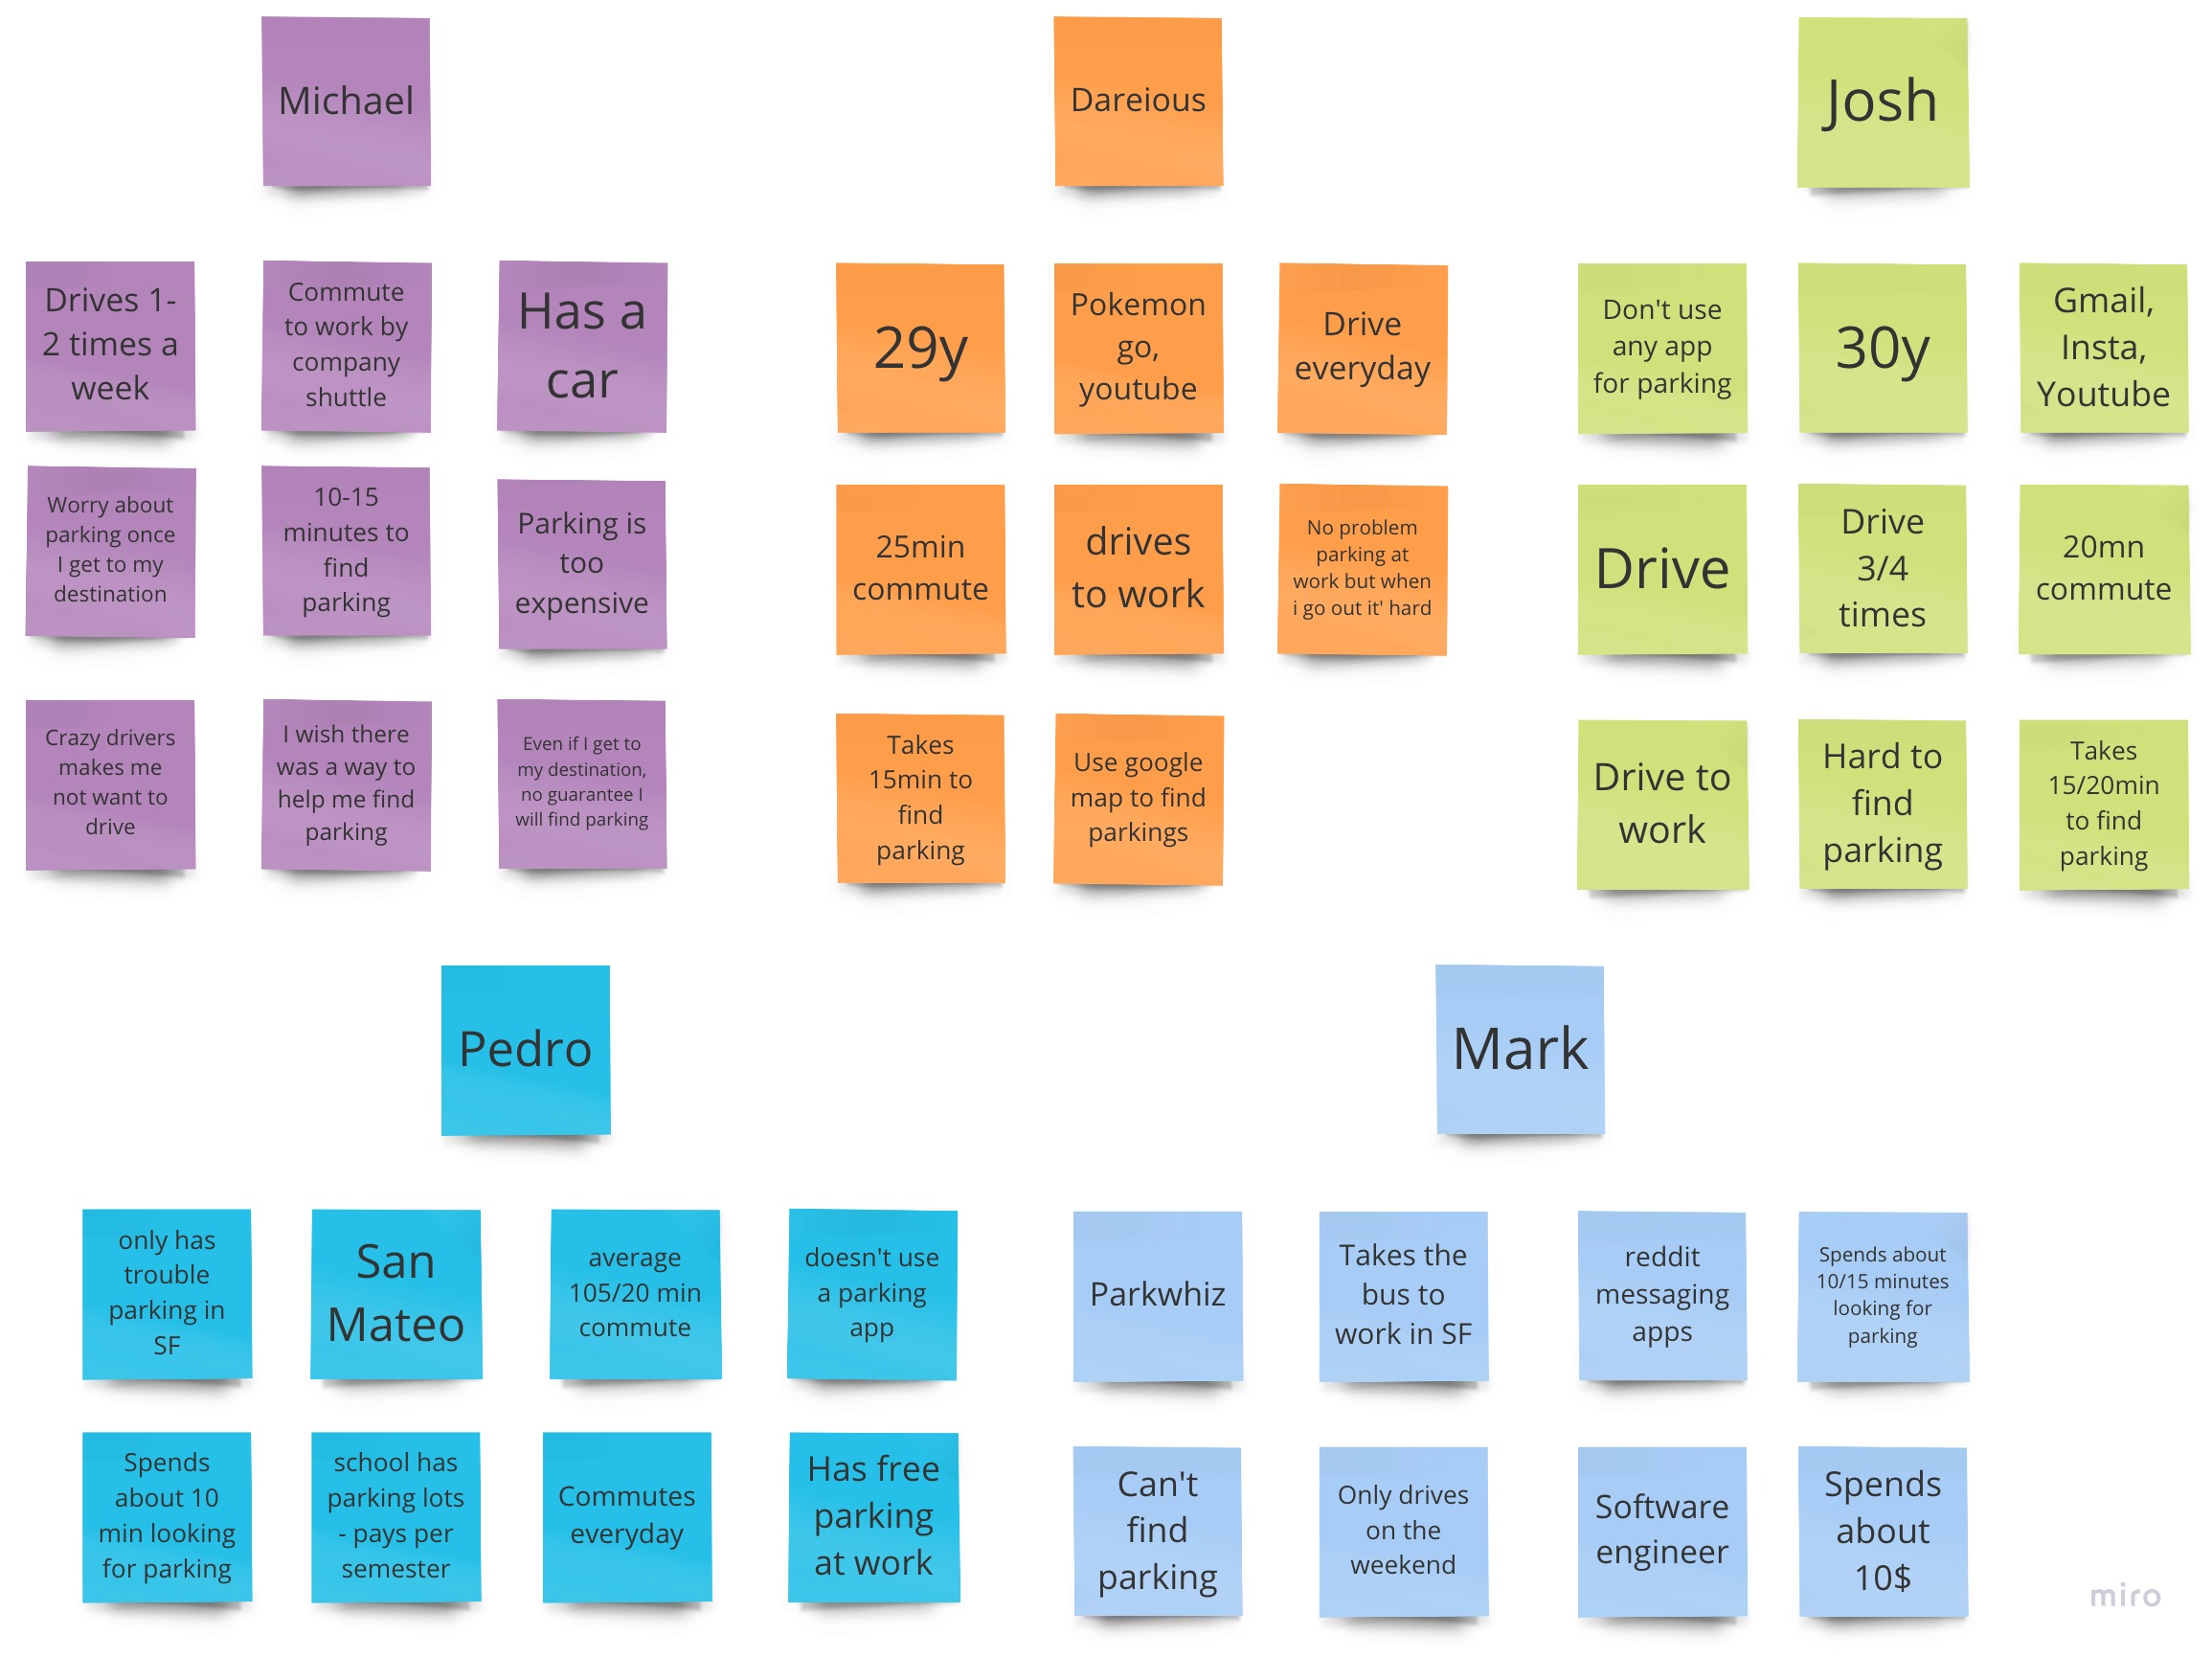 Michael
Dareious
Josh
Drives 1-
2 times a
week
Commute
to work by
company
shuttle
Has a
car
29y
Pokemon
go,
youtube
Drive
everyday
Don't use
any app
for parking
30y
Gmail,
Insta,
Youtube
Worry about
parking once
I get to my
destination
10-15
minutes to
find
parking
Parking is
too
expensive
25min
commute
drives
to work
No problem
parking at
work but when
i go out it' hard
Drive
Drive
3/4
times
20mn
commute
Crazy drivers
makes me
not want to
drive
I wish there
was a way to
help me find
parking
Even if I get to
my destination,
no guarantee I
will find parking
Takes
15min to
find
parking
Use google
map to find
parkings
Drive to
work
Hard to
find
parking
Takes
15/20min
to find
parking
Pedro
Mark
only has
trouble
parking in
SF
San
Mateo
average
105/20 min
commute
doesn't use
a parking
app
Parkwhiz
Takes the
bus to
work in SF
reddit
messaging
apps
Spends about
10/15 minutes
looking for
parking
Spends
about 10
min looking
for parking
school has
parking lots
- pays per
semester
Commutes
everyday
Has free
parking
at work
Can't
find
parking
Only drives
on the
weekend
Software
engineer
Spends
about
10$
miro